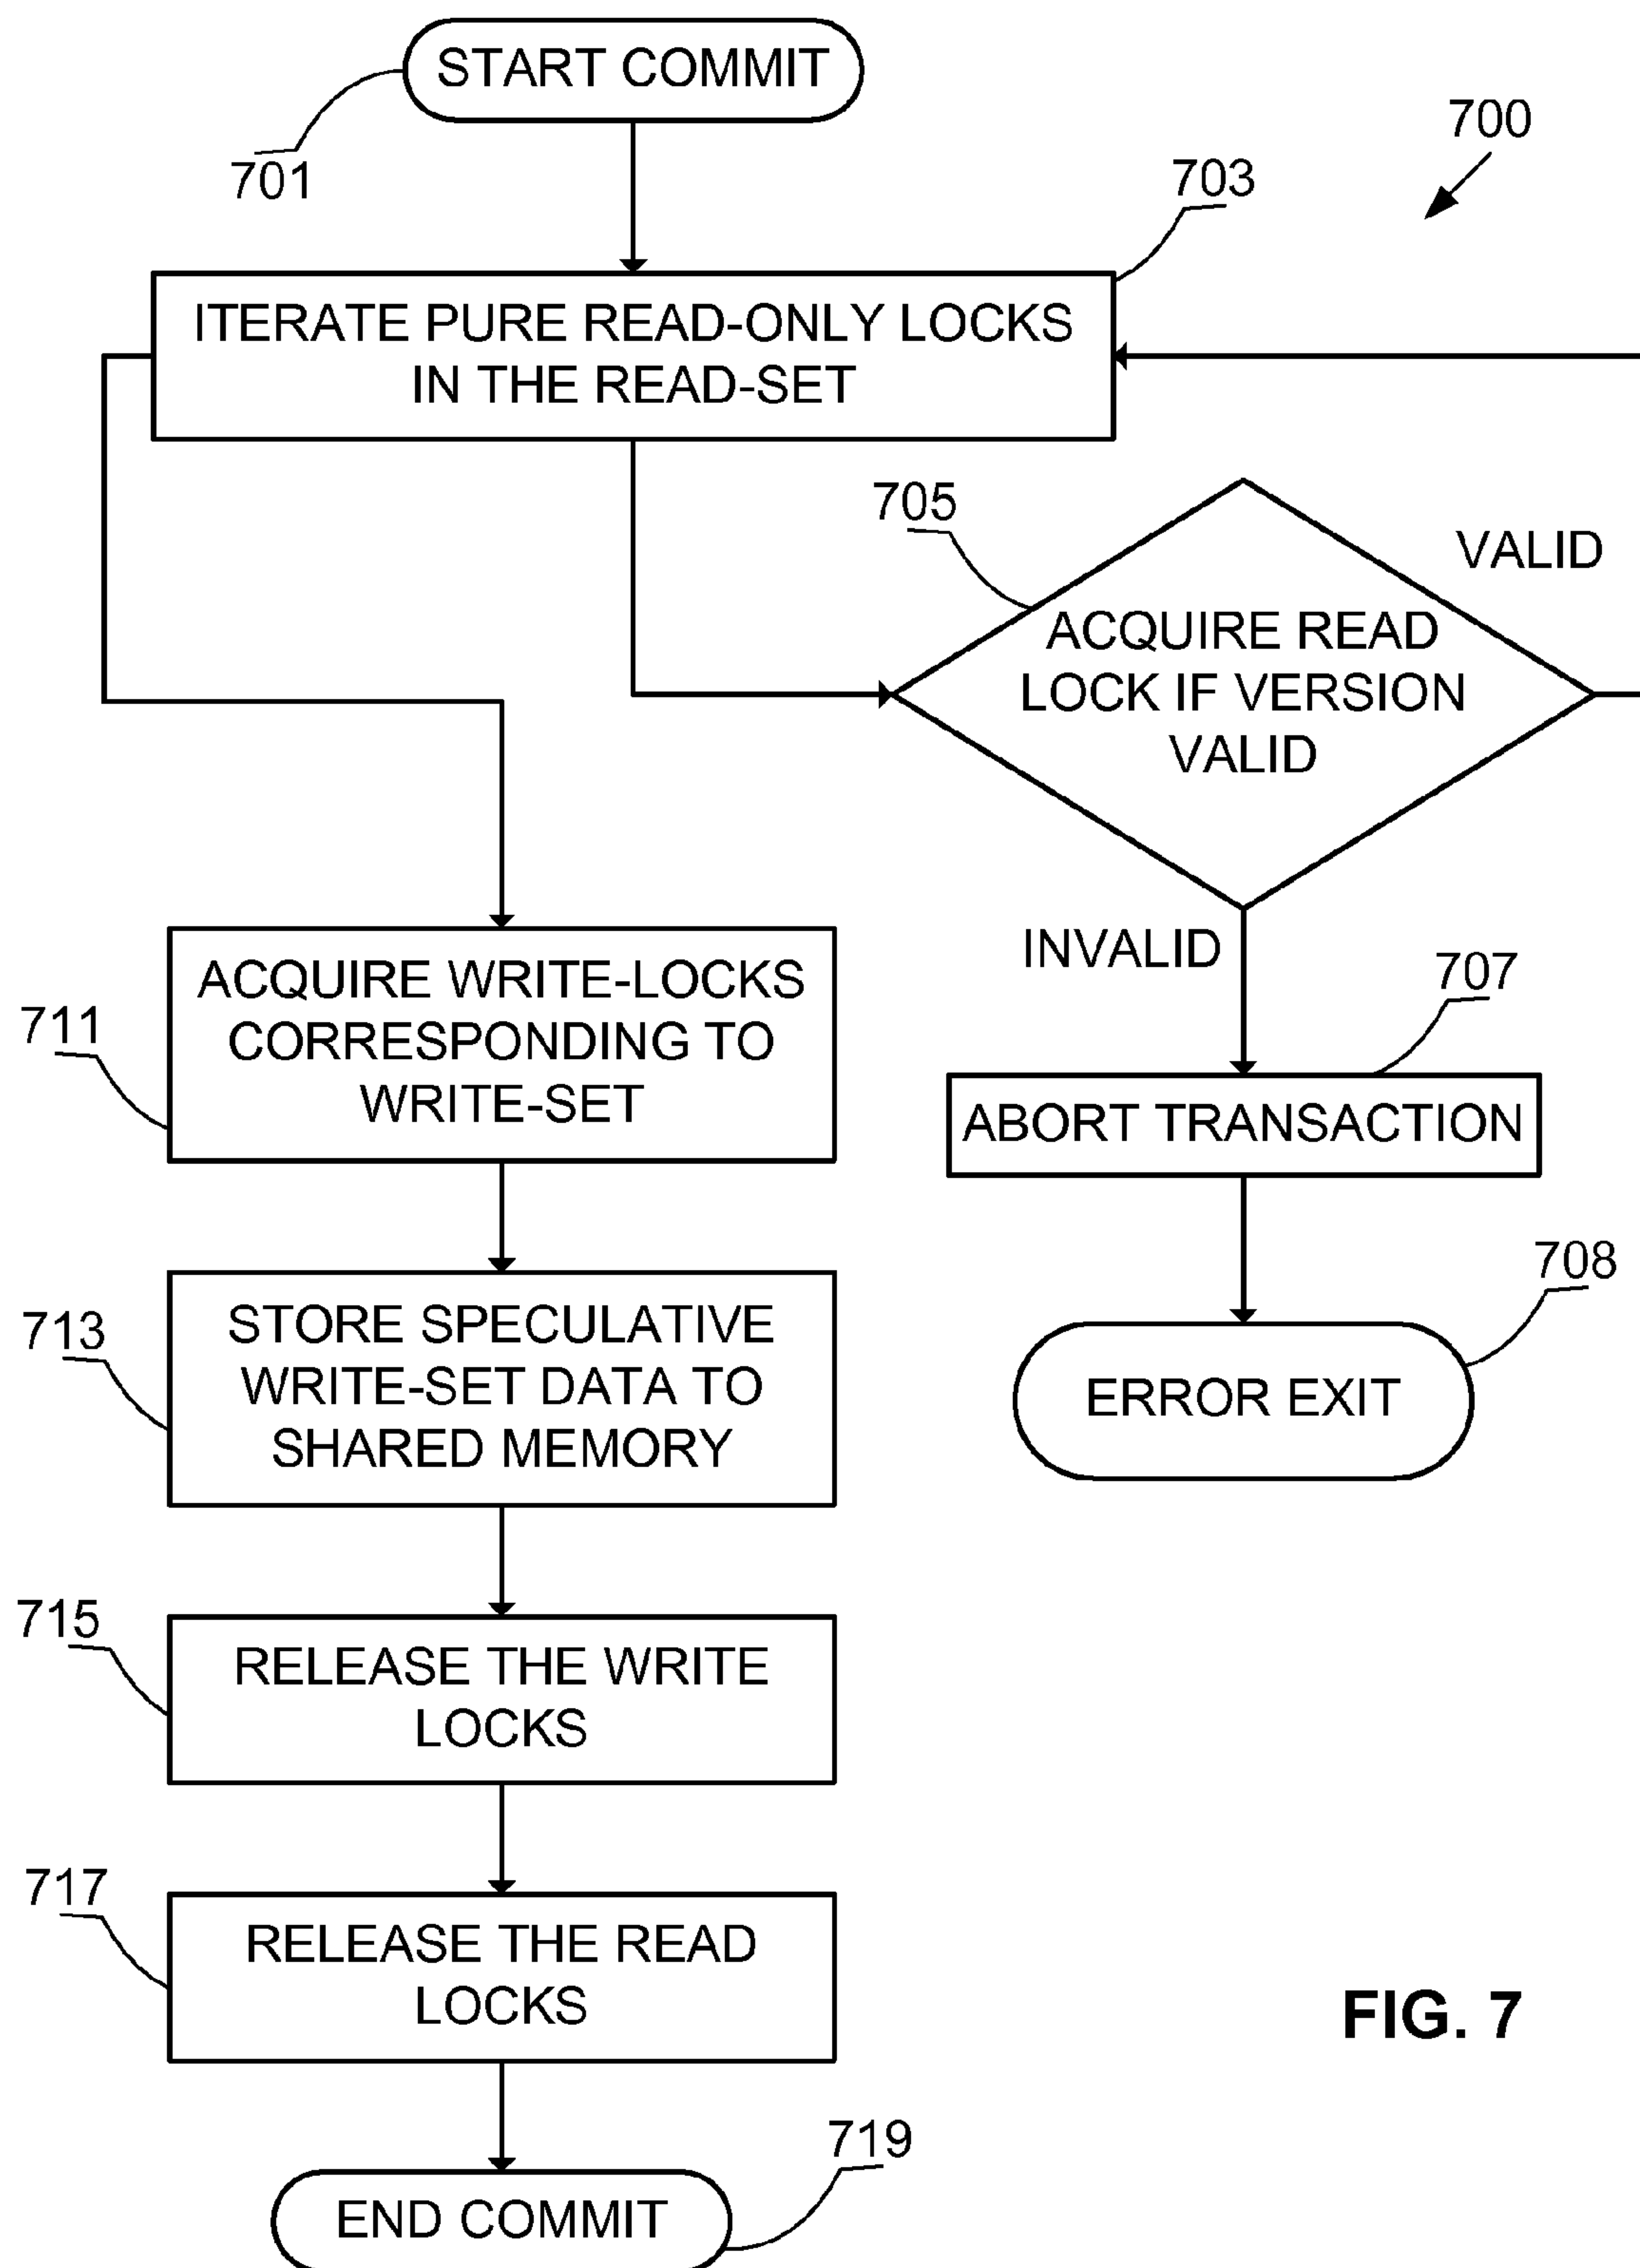 START COMMIT
701
700
703
ITERATE PURE READ-ONLY LOCKS
IN THE READ-SET
705
VALID
ACQUIRE READ
LOCK IF VERSION
VALID
INVALID
707
ABORT TRANSACTION
708
ERROR EXIT
711
ACQUIRE WRITE-LOCKS
CORRESPONDING TO
WRITE-SET
713
STORE SPECULATIVE
WRITE-SET DATA TO
SHARED MEMORY
715
RELEASE THE WRITE
LOCKS
717
RELEASE THE READ
LOCKS
719
END COMMIT
FIG. 7